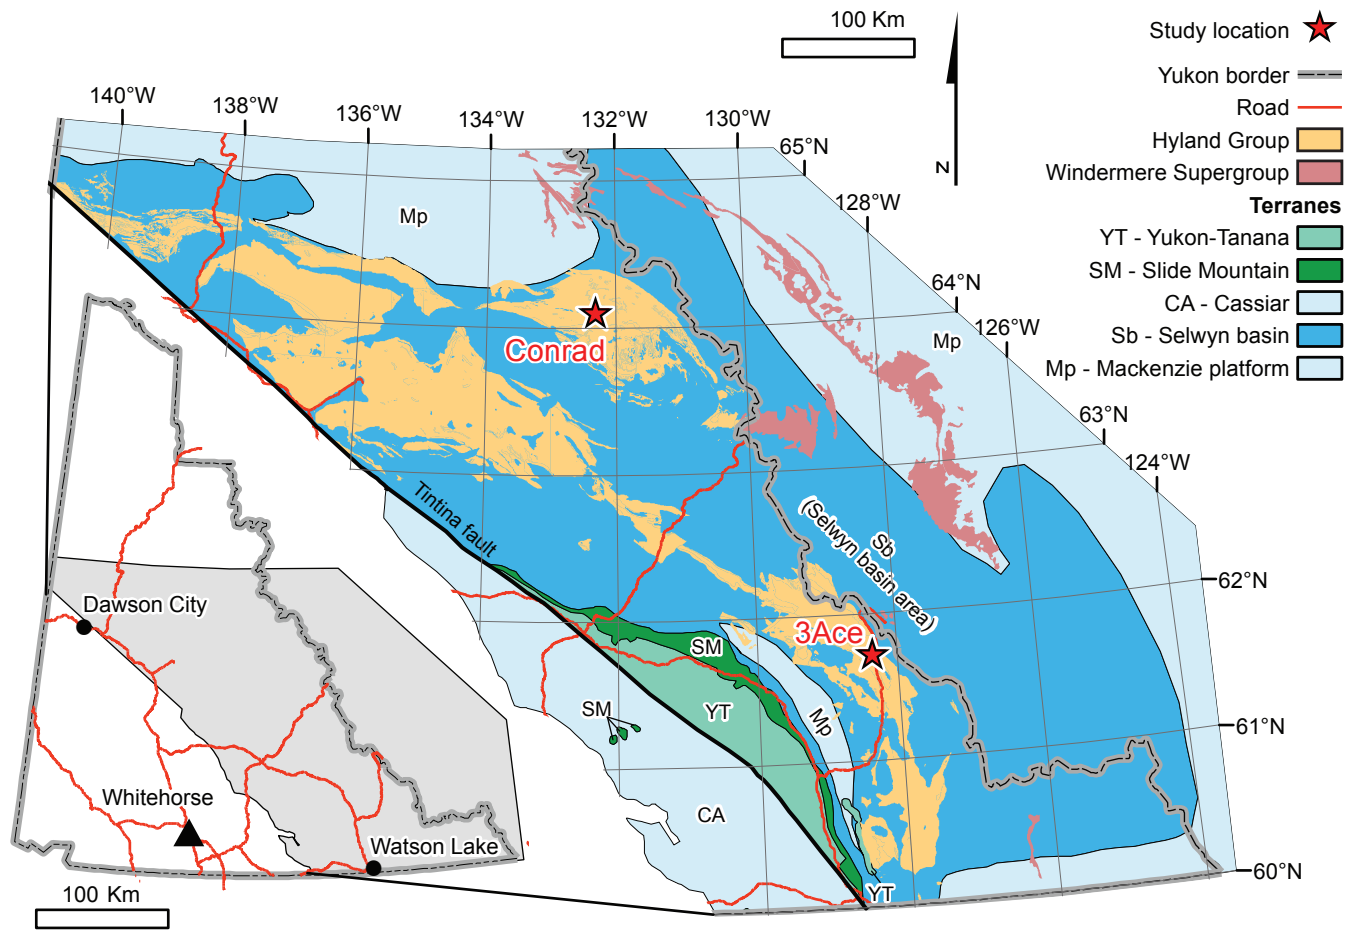 100 Km
N
Study location
Yukon border
Road
Hyland Group
Windermere Supergroup
Terranes
YT - Yukon-Tanana
SM - Slide Mountain
CA - Cassiar
Sb - Selwyn basin
Mp - Mackenzie platform
140°W
138°W
136°W
134°W
132°W
130°W
65°N
128°W
64°N
126°W
63°N
124°W
62°N
61°N
60°N
Mp
Mp
Conrad
Tintina fault
Sb
(Selwyn basin area)
3Ace
SM
YT
Mp
SM
CA
YT
Dawson City
Whitehorse
Watson Lake
100 Km